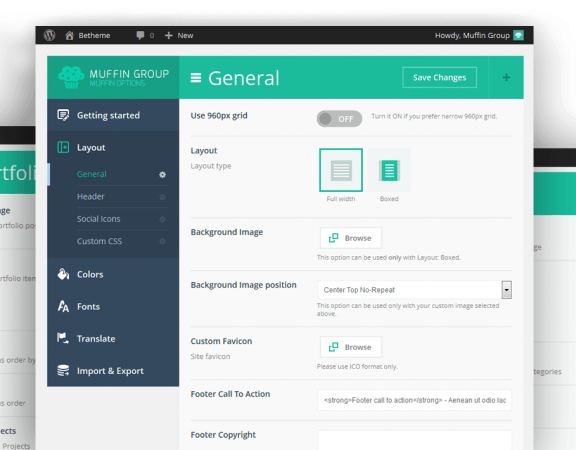 Betheme
0
New
Howdy, Muffin Group
MUFFIN GROUP
MUFFIN OPTIONS
General
Save Changes
+
Getting started
Layout
General
Header
Social Icons
Custom CSS
Colors
Fonts
Translate
Import & Export
Use 960px grid
OFF
Turn it ON if you prefer narrow 960px grid.
Layout
Layout type
Full width
Boxed
Background Image
Browse
This option can be used only with Layout: Boxed.
Background Image position
Center Top No-Repeat
This option can be used only with your custom image selected
above.
Custom Favicon
Site favicon
Browse
Please use ICO format only.
Footer Call To Action
<strong>Footer call to action</strong> - Aenean ut odio lac
Footer Copyright
rtfoli
ge
ortfolio po
rtfolio iten
s order by
s order
ects
Projects
ge
tegories